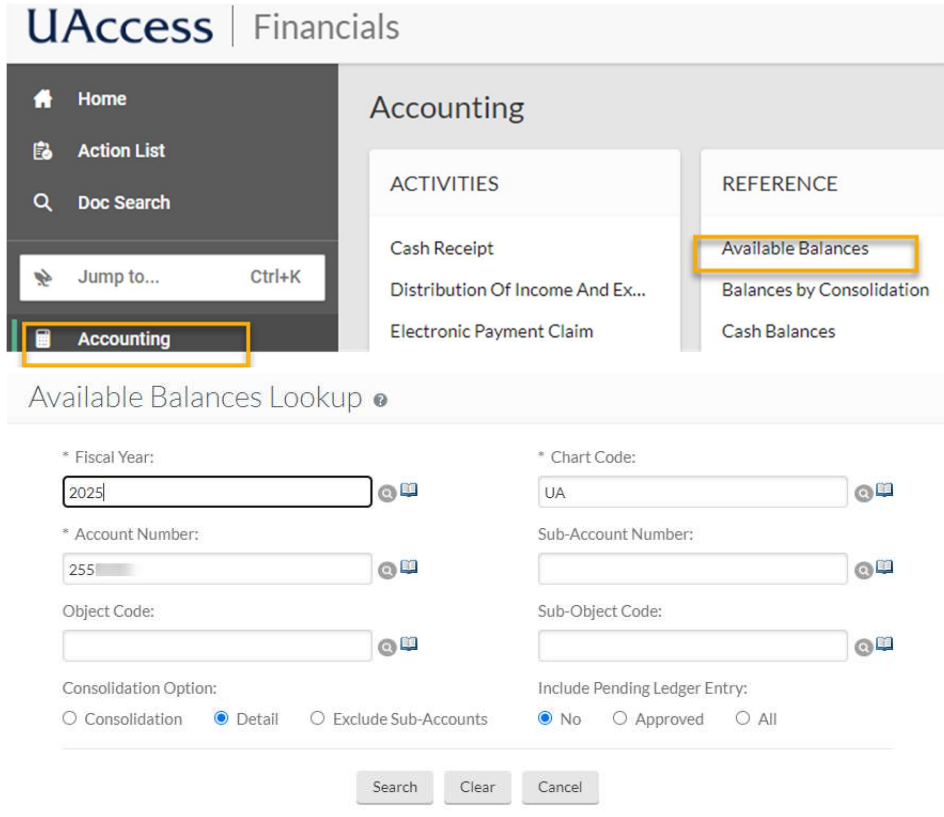 UAccess | Financials
Home
Action List
Doc Search
Jump to... Ctrl+K
Accounting
Accounting
ACTIVITIES
Cash Receipt
Distribution Of Income And Ex...
Electronic Payment Claim
REFERENCE
Available Balances
Balances by Consolidation
Cash Balances
Available Balances Lookup ?
* Fiscal Year: * Chart Code:
2025 UA
* Account Number: Sub-Account Number:
255
Object Code: Sub-Object Code:
Consolidation Option: Include Pending Ledger Entry:
Consolidation Detail Exclude Sub-Accounts No Approved All
Search Clear Cancel